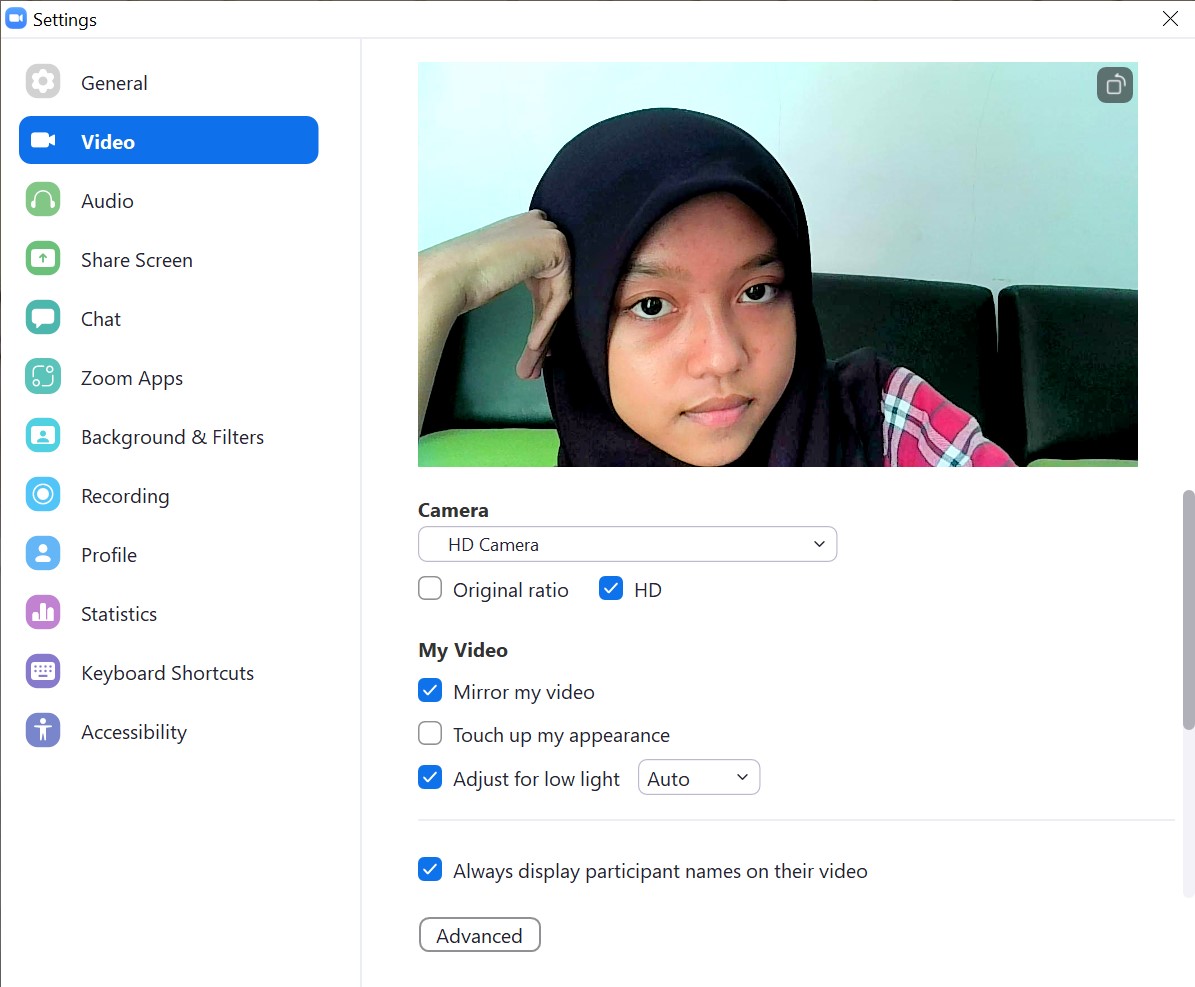 Settings
General
Video
Audio
Share Screen
Chat
Zoom Apps
Background & Filters
Recording
Profile
Statistics
Keyboard Shortcuts
Accessibility
Camera
HD Camera
Original ratio HD
My Video
Mirror my video
Touch up my appearance
Adjust for low light Auto
Always display participant names on their video
Advanced